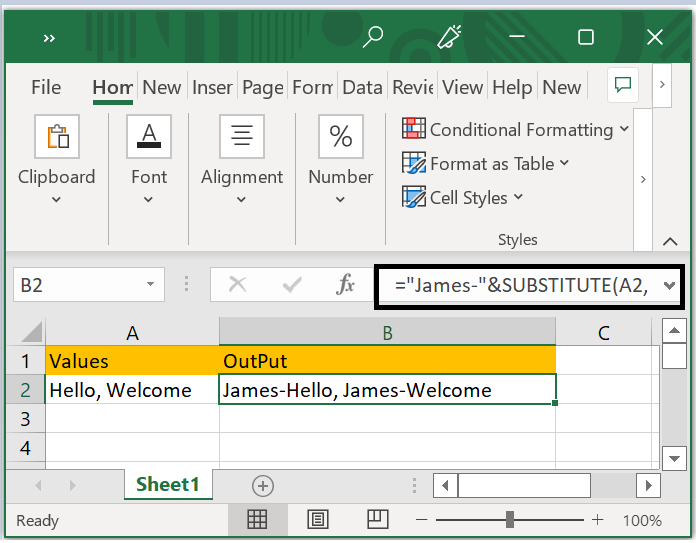 »
File Hom New Inser Page Form Data Revie View Help New
Clipboard Font Alignment Number
A %
Conditional Formatting
Format as Table
Cell Styles
Styles
B2 fx ="James-"&SUBSTITUTE(A2,
A B C
1 Values OutPut
2 Hello, Welcome James-Hello, James-Welcome
3
4
Sheet1
Ready 100%